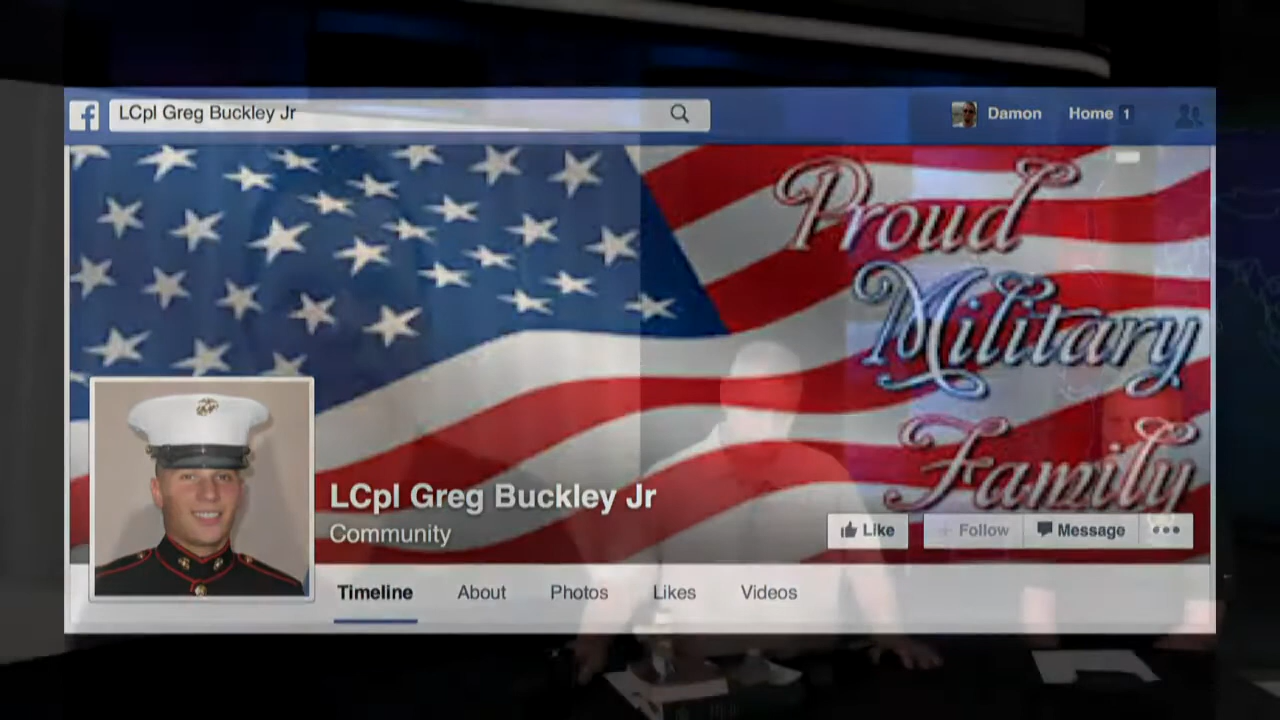 f
LCpl Greg Buckley Jr
Damon
Home 1
Proud
Military
Family
LCpl Greg Buckley Jr
Community
Like
Follow
Message
Timeline
About
Photos
Likes
Videos